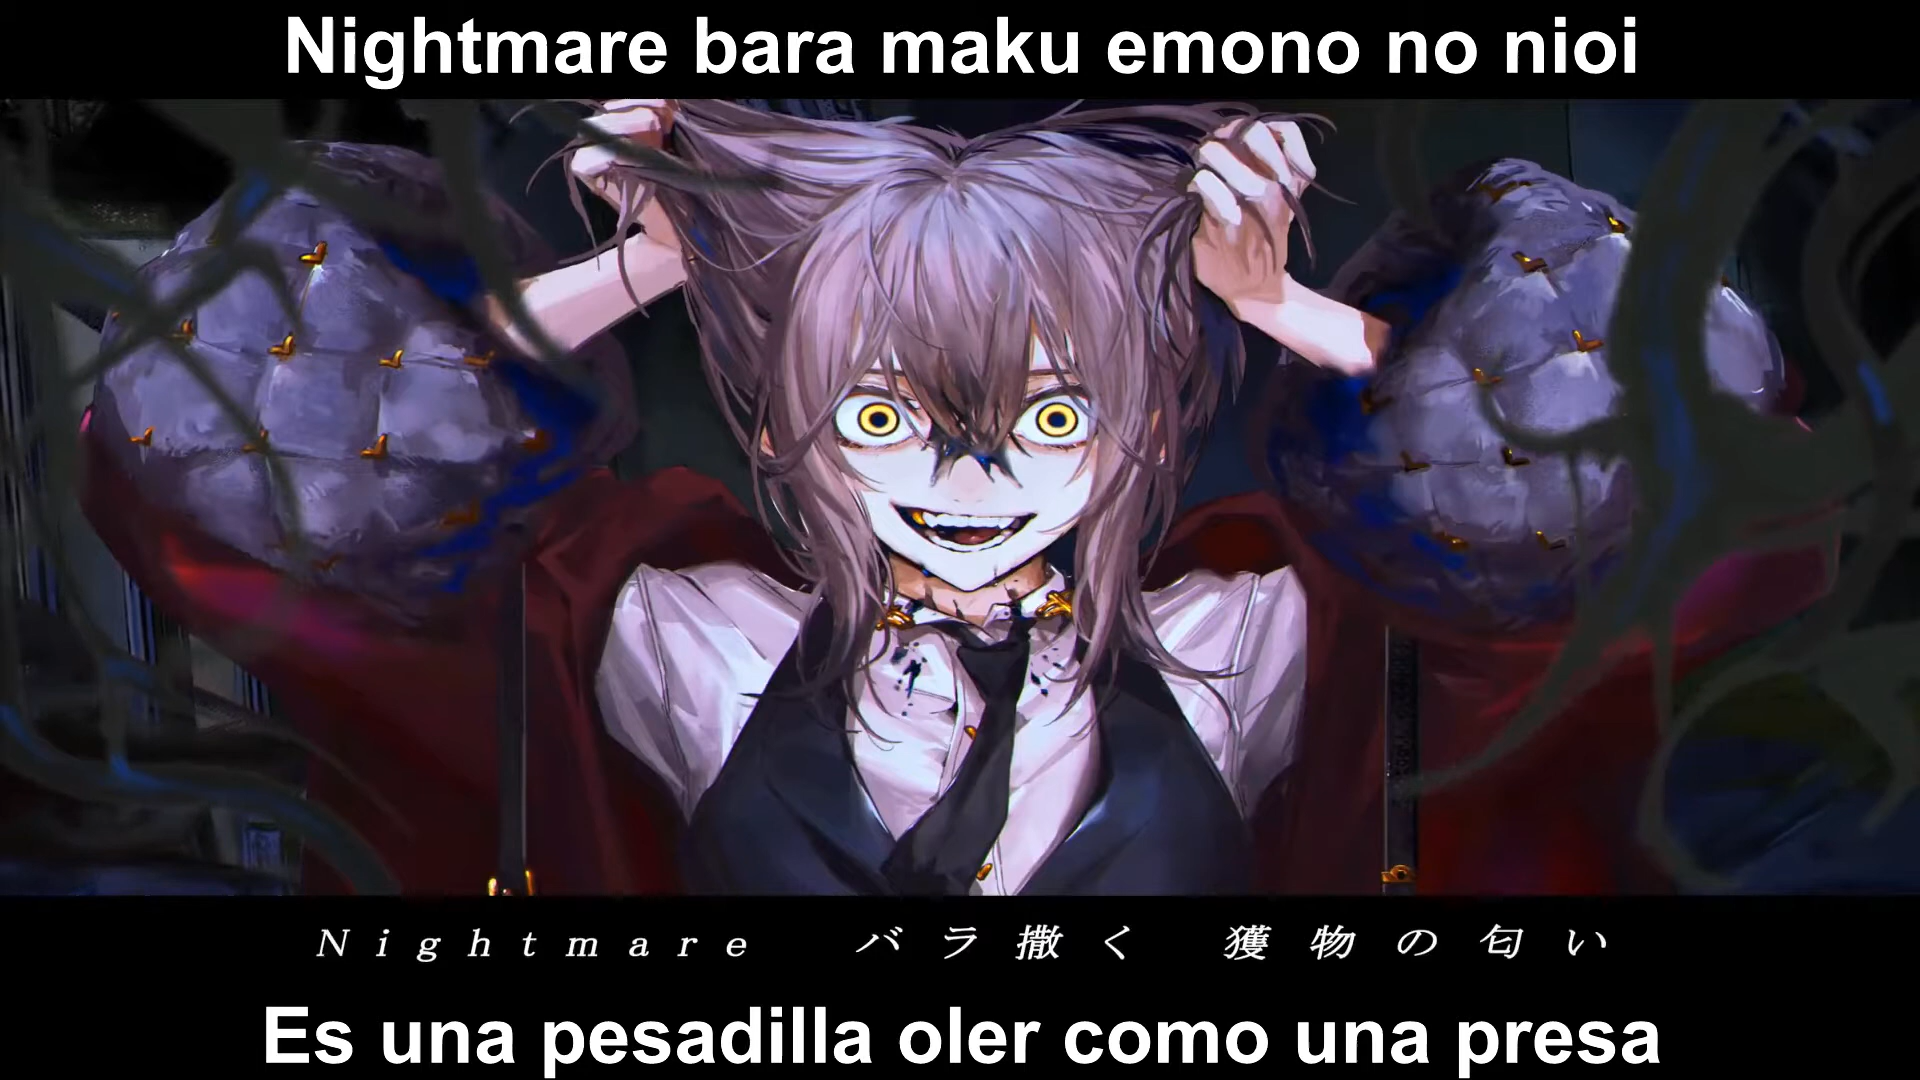 Nightmare bara maku emono no nioi
Nightmare バラ撒く 獲物の匂い
Es una pesadilla oler como una presa